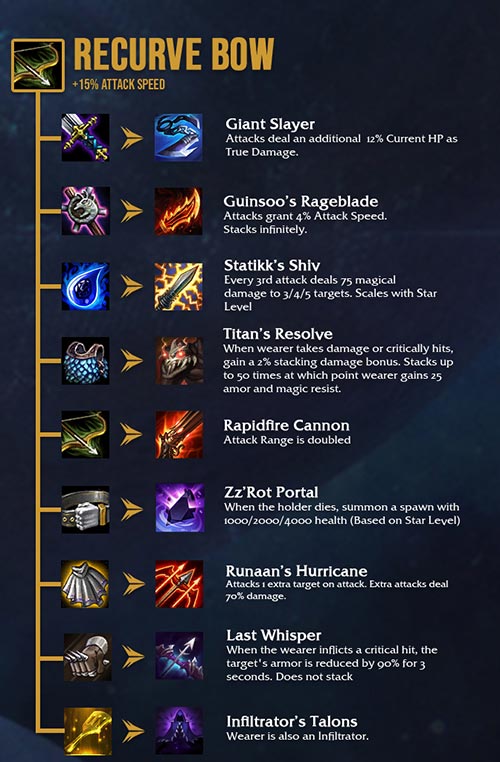 RECURVE BOW
+15% ATTACK SPEED
Giant Slayer
Attacks deal an additional 12% Current HP as
True Damage.
Guinsoo's Rageblade
Attacks grant 4% Attack Speed.
Stacks infinitely.
Statikk's Shiv
Every 3rd attack deals 75 magical
damage to 3/4/5 targets. Scales with Star
Level
Titan's Resolve
When wearer takes damage or critically hits,
gain a 2% stacking damage bonus. Stacks up
to 50 times at which point wearer gains 25
amor and magic resist.
Rapidfire Cannon
Attack Range is doubled
Zz'Rot Portal
When the holder dies, summon a spawn with
1000/2000/4000 health (Based on Star Level)
Runaan's Hurricane
Attacks 1 extra target on attack. Extra attacks deal
70% damage.
Last Whisper
When the wearer inflicts a critical hit, the
target's armor is reduced by 90% for 3
seconds. Does not stack
Infiltrator's Talons
Wearer is also an Infiltrator.